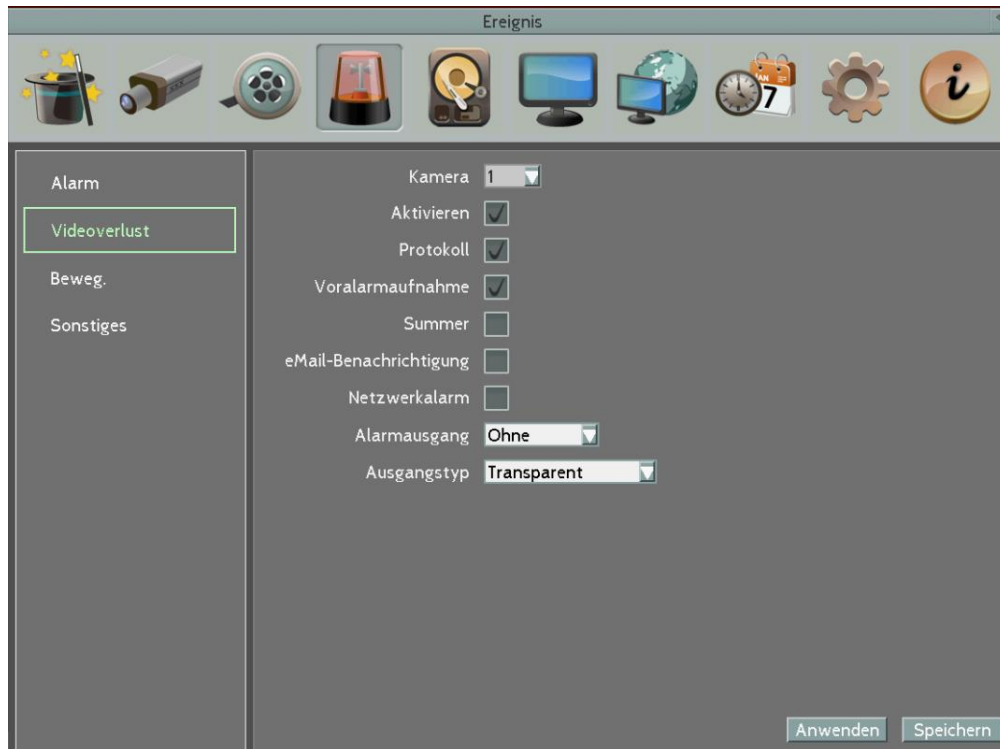 Ereignis
JAN
7
i
Alarm
Videoverlust
Beweg.
Sonstiges
Kamera 1
Aktivieren
Protokoll
Voralarmaufnahme
Summer
eMail-Benachrichtigung
Netzwerkalarm
Alarmausgang Ohne
Ausgangstyp Transparent
Anwenden Speichern